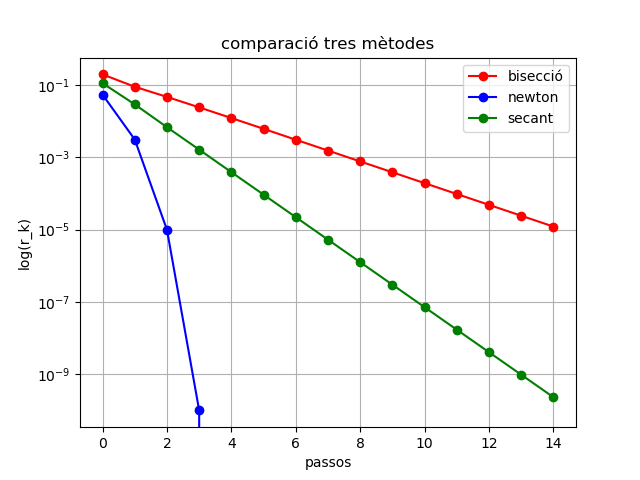 comparació tres mètodes
bisecció
newton
secant
log(r_k)
10⁻¹
10⁻³
10⁻⁵
10⁻⁷
10⁻⁹
0 2 4 6 8 10 12 14
passos